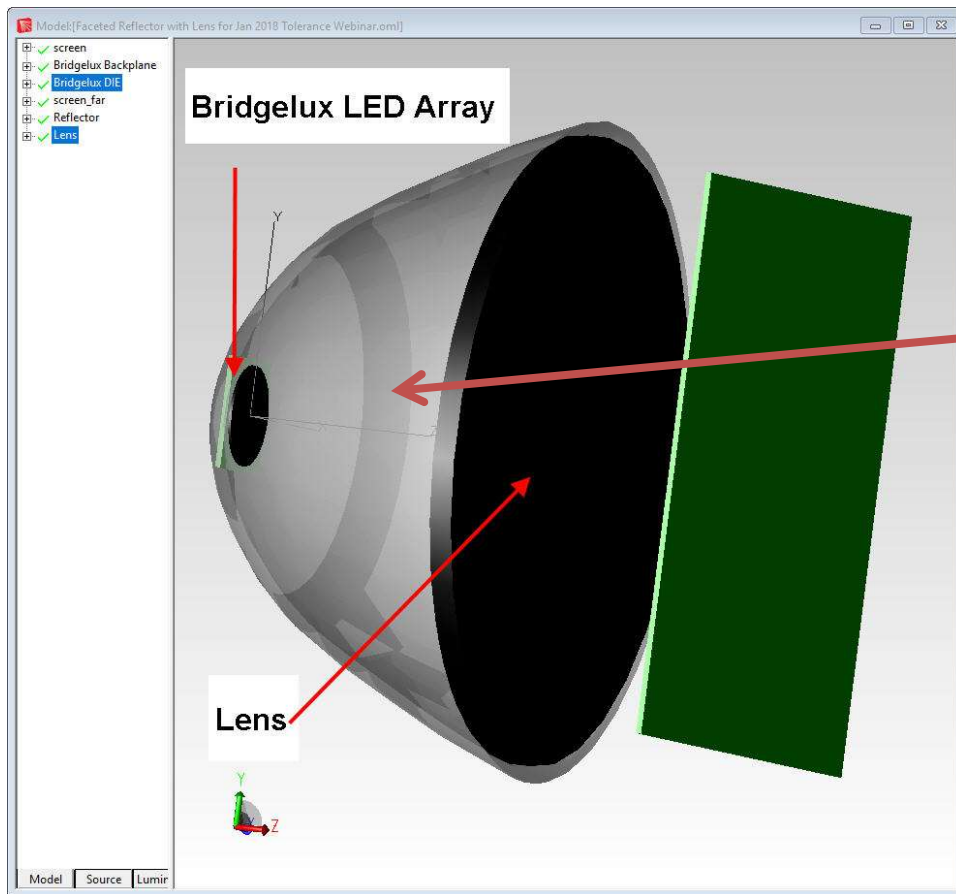 Model:[Faceted Reflector with Lens for Jan 2018 Tolerance Webinar.oml]
screen
Bridgelux Backplane
Bridgelux DIE
screen_far
Reflector
Lens
Bridgelux LED Array
Y
Lens
Y
X
Z
Model
Source
Lumir